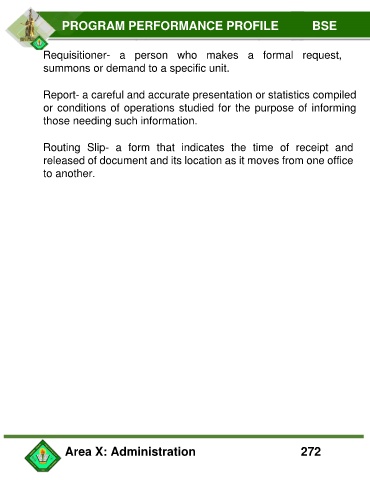 PROGRAM PERFORMANCE PROFILE BSE
Requisitioner- a person who makes a formal request,
summons or demand to a specific unit.
Report- a careful and accurate presentation or statistics compiled
or conditions of operations studied for the purpose of informing
those needing such information.
Routing Slip- a form that indicates the time of receipt and
released of document and its location as it moves from one office
to another.
Area X: Administration 272